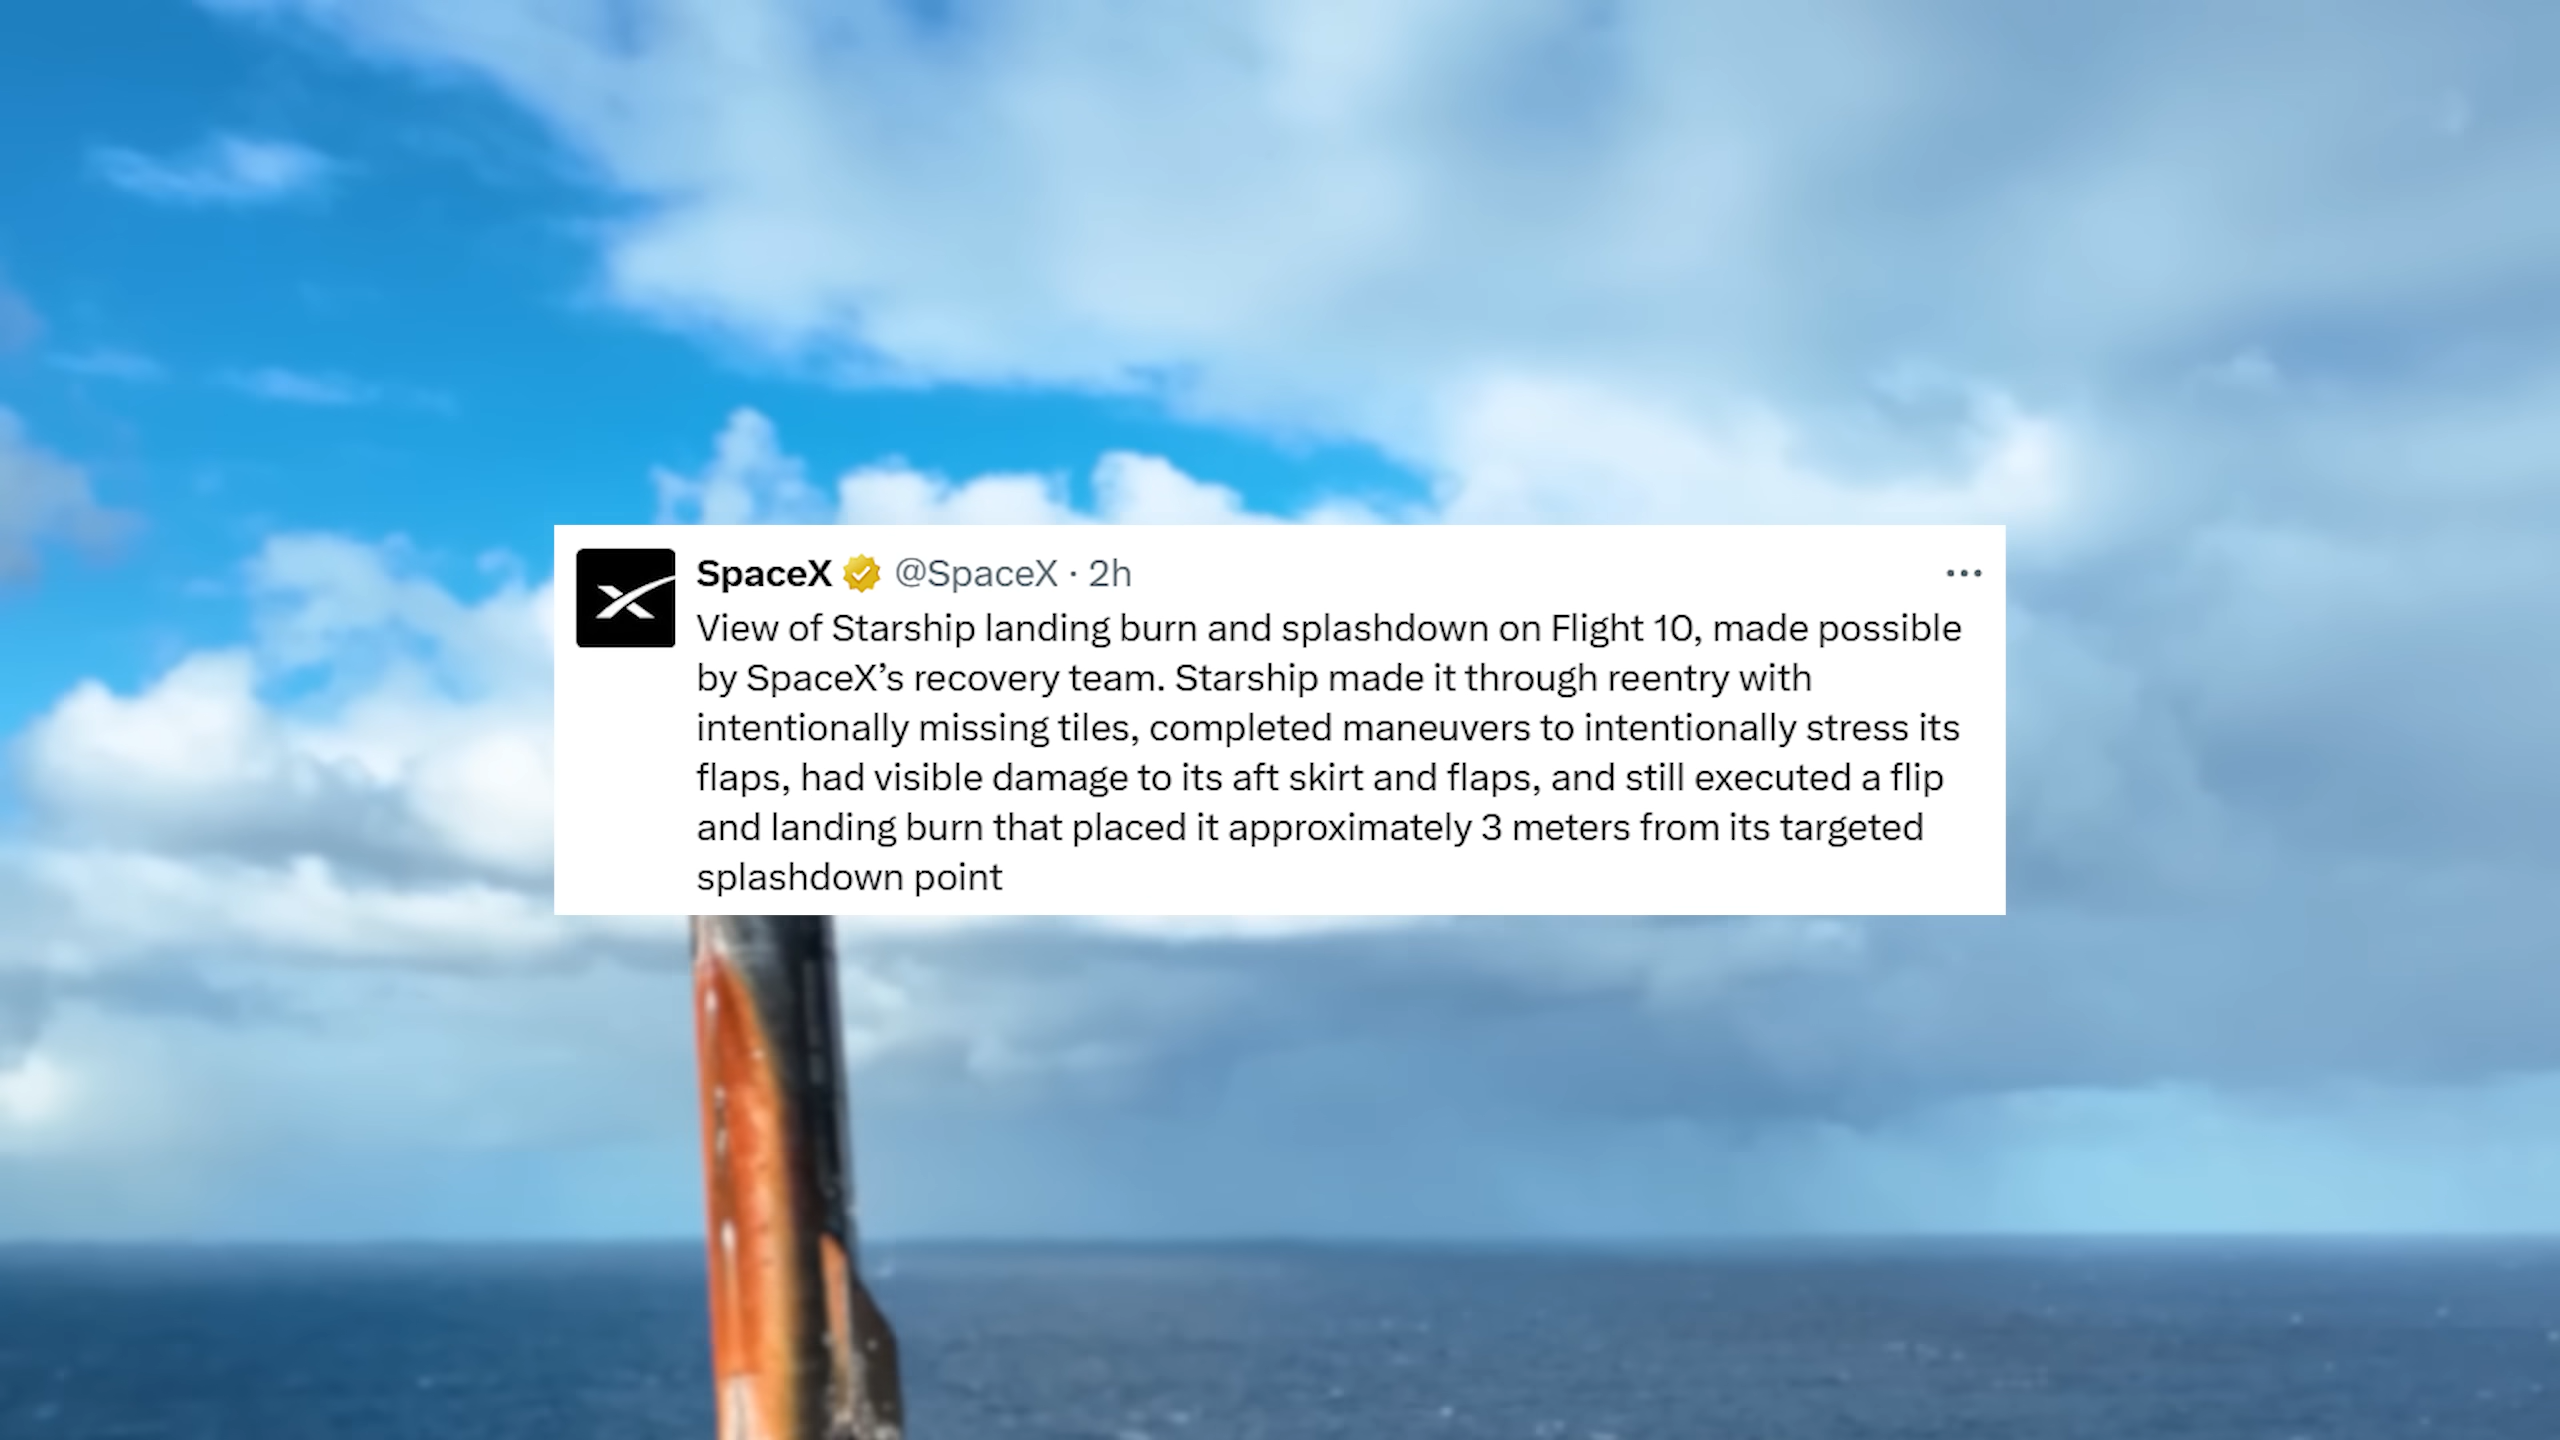 SpaceX @SpaceX · 2h
View of Starship landing burn and splashdown on Flight 10, made possible
by SpaceX’s recovery team. Starship made it through reentry with
intentionally missing tiles, completed maneuvers to intentionally stress its
flaps, had visible damage to its aft skirt and flaps, and still executed a flip
and landing burn that placed it approximately 3 meters from its targeted
splashdown point